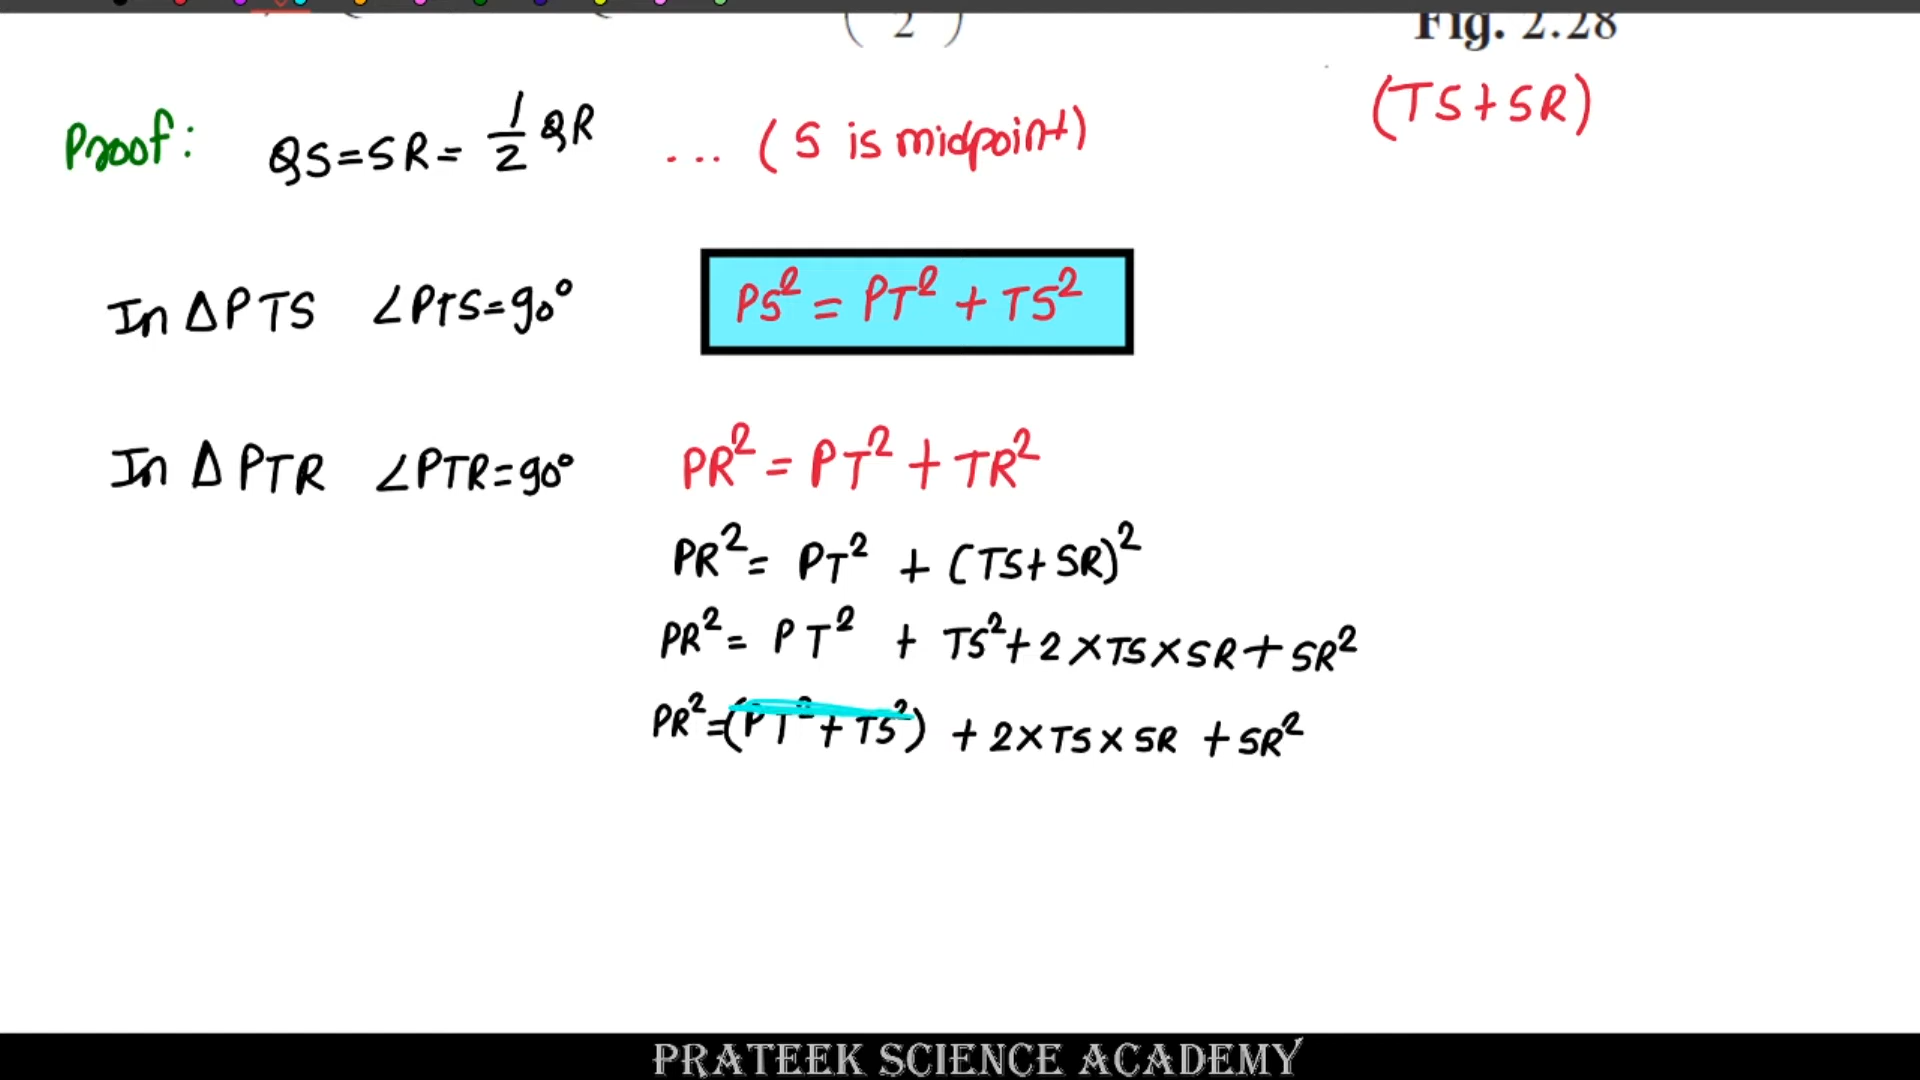 ( 2 ) Fig. 2.28
(TS+SR)
Proof: QS=SR= 1/2 QR ... (S is midpoint)
In △PTS ∠PTS=90° PS² = PT² + TS²
In △ PTR ∠PTR=90° PR² = PT² + TR²
PR² = PT² + (TS+SR)²
PR² = PT² + TS²+2×TS×SR+SR²
PR²=(PT²+TS²) + 2×TS×SR +SR²
PRATEEK SCIENCE ACADEMY